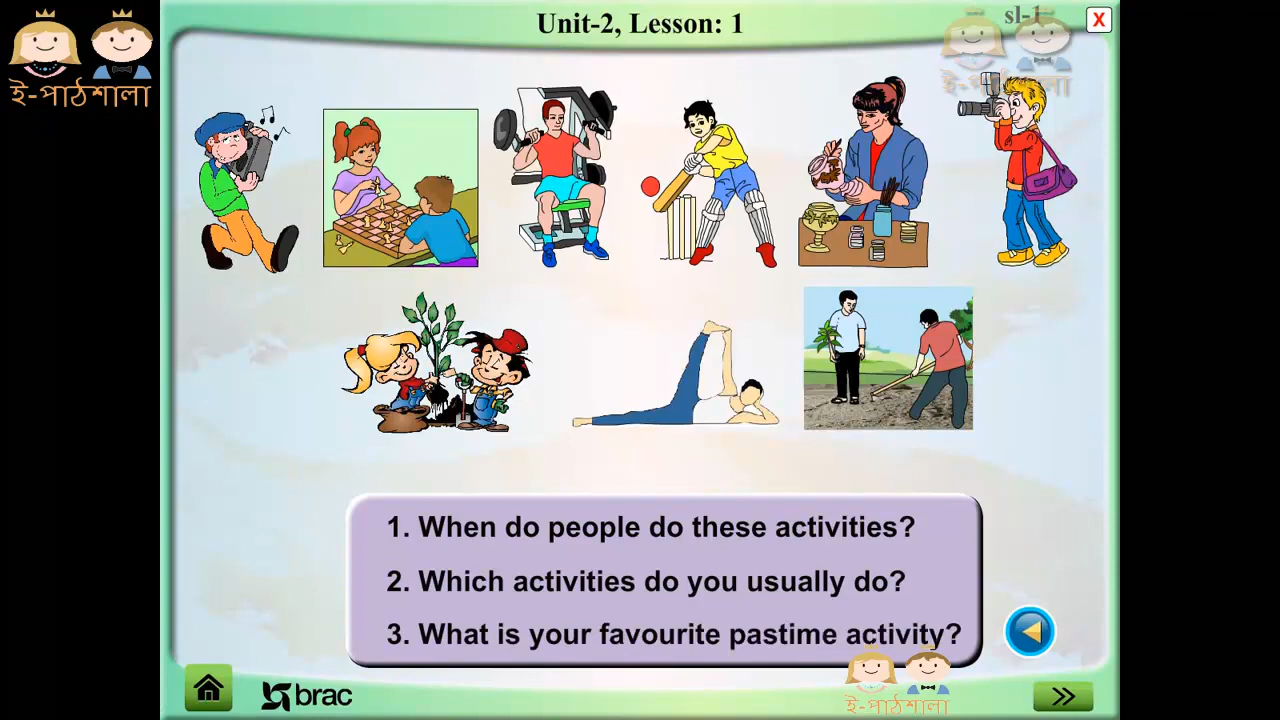 ই-পাঠশালা
Unit-2, Lesson: 1
sl-1
X
ই-পাঠশালা
1. When do people do these activities?
2. Which activities do you usually do?
3. What is your favourite pastime activity?
brac
ই-পাঠশালা